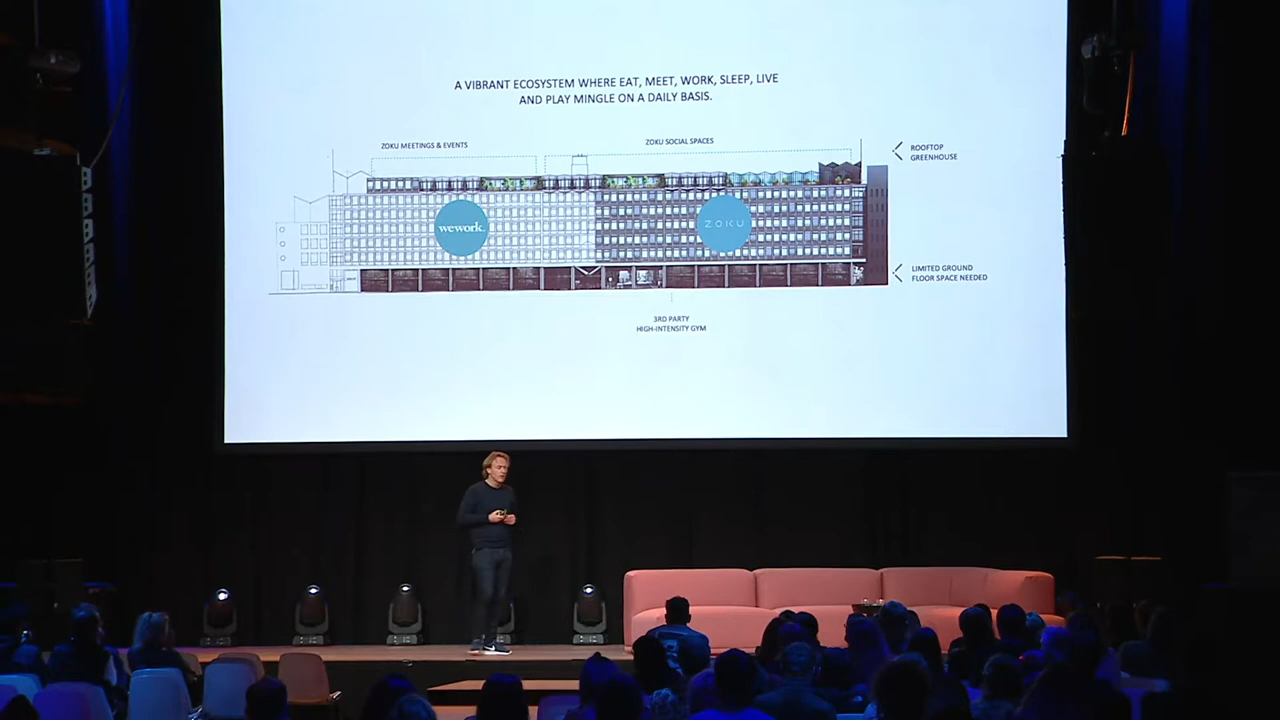 A VIBRANT ECOSYSTEM WHERE EAT, MEET, WORK, SLEEP, LIVE
AND PLAY MINGLE ON A DAILY BASIS.
ZOKU MEETINGS & EVENTS
ZOKU SOCIAL SPACES
ROOFTOP
GREENHOUSE
wework.
ZOKU
LIMITED GROUND
FLOOR SPACE NEEDED
3RD PARTY
HIGH-INTENSITY GYM